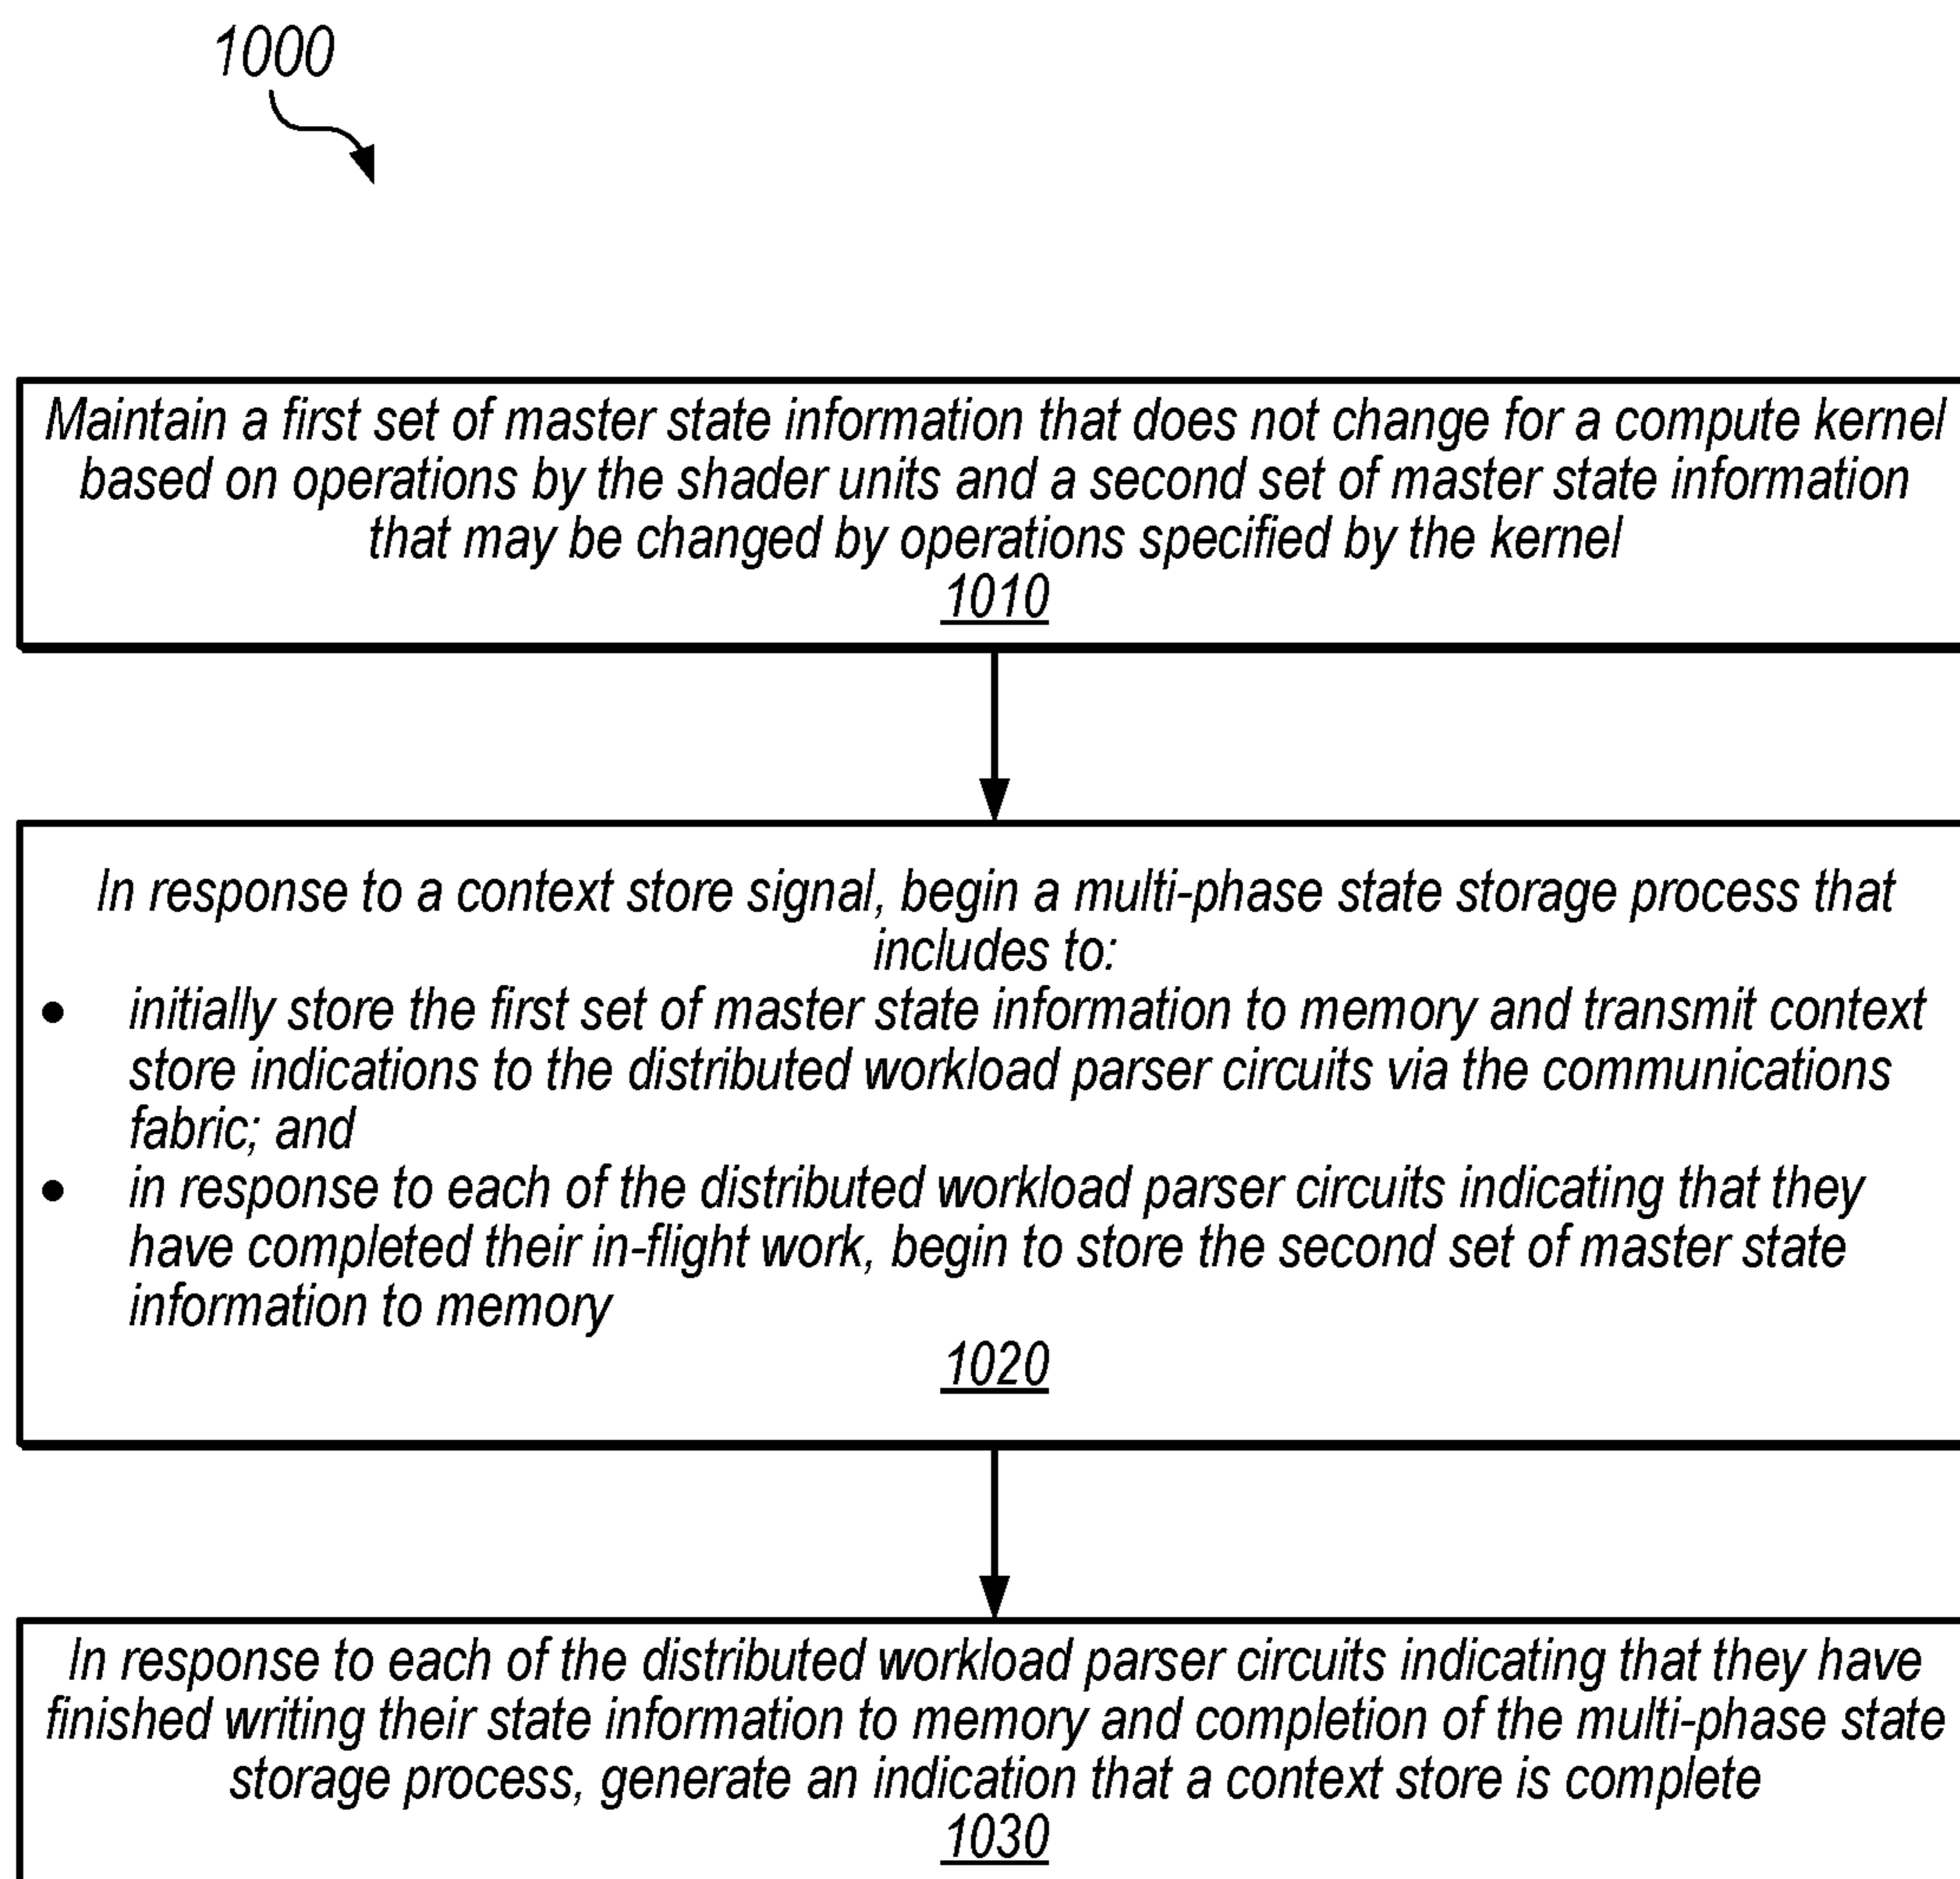 1000
Maintain a first set of master state information that does not change for a compute kernel
based on operations by the shader units and a second set of master state information
that may be changed by operations specified by the kernel
1010
In response to a context store signal, begin a multi-phase state storage process that
includes to:
• initially store the first set of master state information to memory and transmit context
store indications to the distributed workload parser circuits via the communications
fabric; and
• in response to each of the distributed workload parser circuits indicating that they
have completed their in-flight work, begin to store the second set of master state
information to memory
1020
In response to each of the distributed workload parser circuits indicating that they have
finished writing their state information to memory and completion of the multi-phase state
storage process, generate an indication that a context store is complete
1030